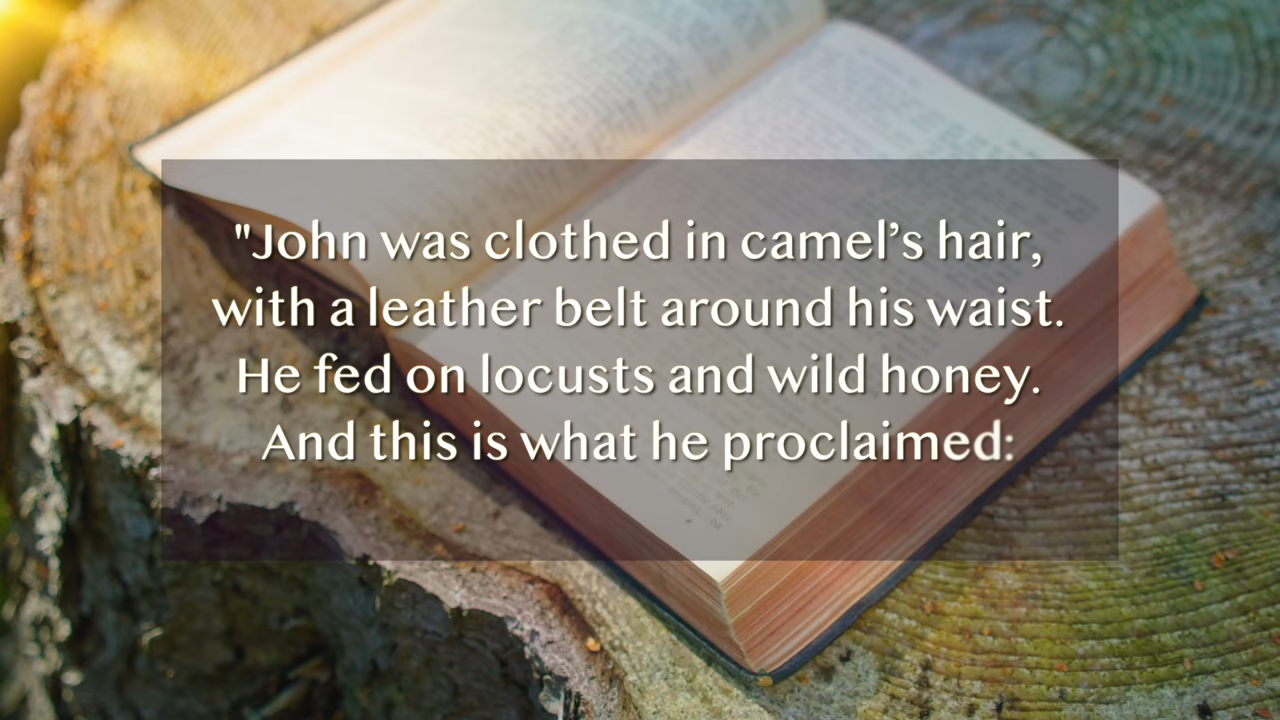 "John was clothed in camel’s hair,
with a leather belt around his waist.
He fed on locusts and wild honey.
And this is what he proclaimed: